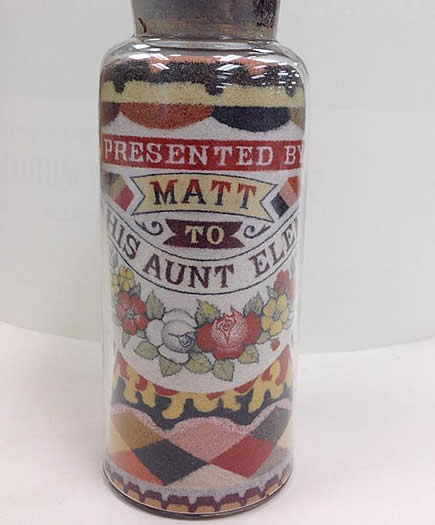 PRESENTED BY
MATT
TO
HIS AUNT